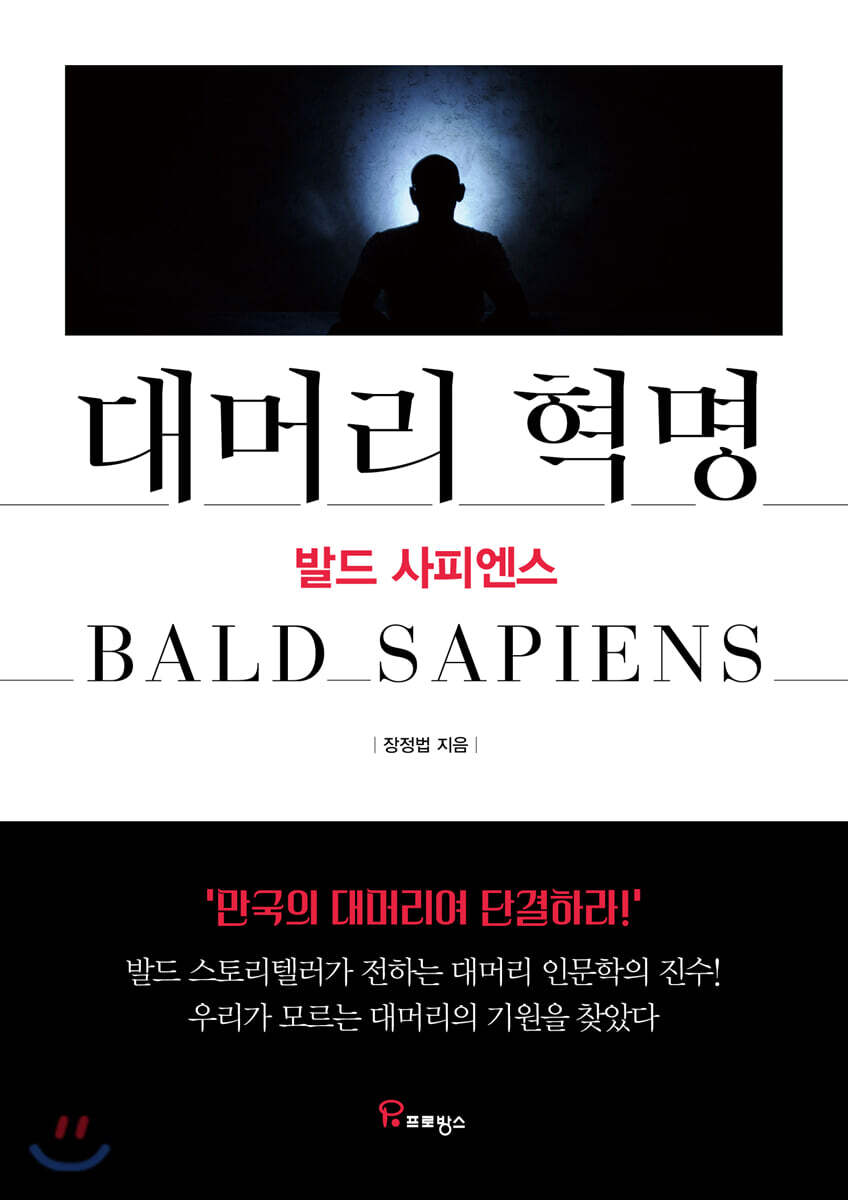 대머리 혁명
발드 사피엔스
BALD SAPIENS
| 장정법 지음 |
'만국의 대머리여 단결하라!'
발드 스토리텔러가 전하는 대머리 인문학의 진수!
우리가 모르는 대머리의 기원을 찾았다
P. 프로방스